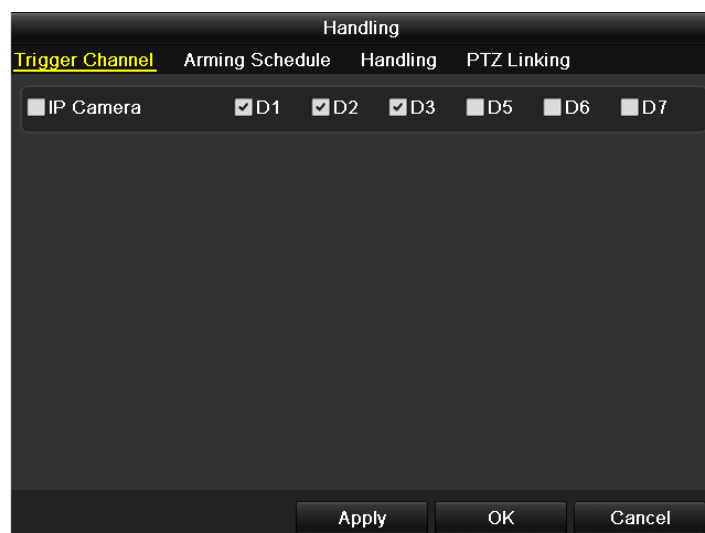 Handling
Trigger Channel Arming Schedule Handling PTZ Linking
IP Camera D1 D2 D3 D5 D6 D7
Apply OK Cancel